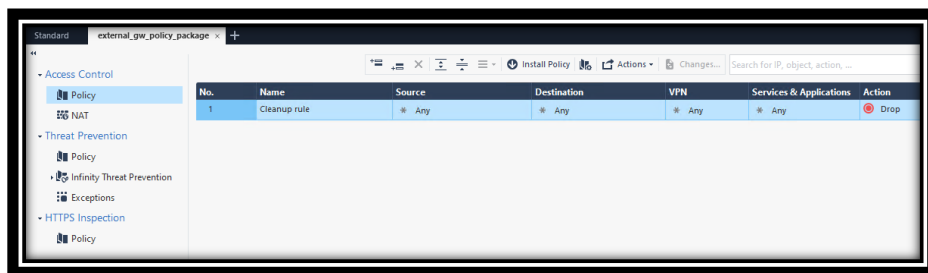 Standard external_gw_policy_package × +
Install Policy Actions Changes... Search for IP, object, action, ...
Access Control
Policy
NAT
Threat Prevention
Policy
Infinity Threat Prevention
Exceptions
HTTPS Inspection
Policy
No. Name Source Destination VPN Services & Applications Action
1 Cleanup rule Any Any Any Any Drop